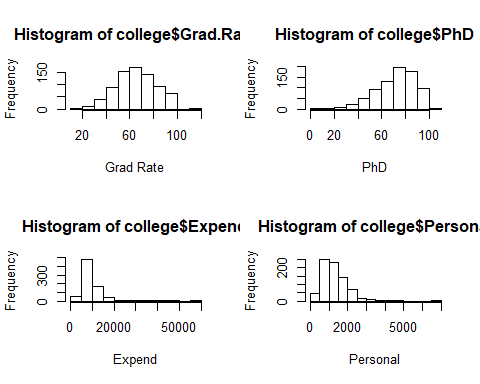 Histogram of college$Grad.Ra
Frequency
0 150
20 60 100
Grad Rate
Histogram of college$PhD
Frequency
0 150
0 20 60 100
PhD
Histogram of college$Expend
Frequency
0 300
0 20000 50000
Expend
Histogram of college$Persona
Frequency
0 200
0 2000 5000
Personal